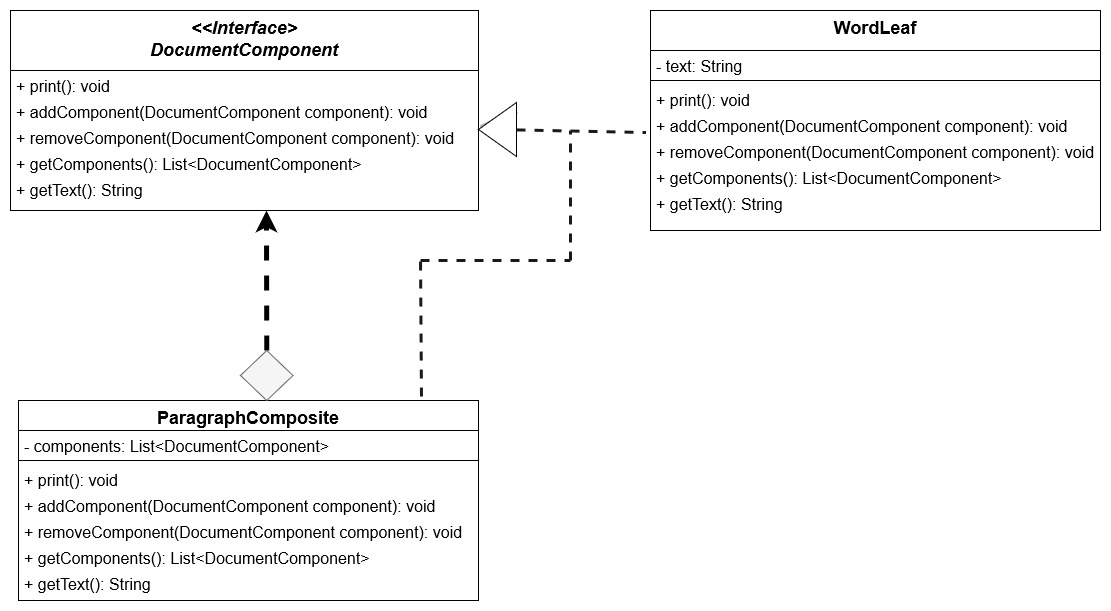 <<Interface>>
DocumentComponent
+ print(): void
+ addComponent(DocumentComponent component): void
+ removeComponent(DocumentComponent component): void
+ getComponents(): List<DocumentComponent>
+ getText(): String
WordLeaf
- text: String
+ print(): void
+ addComponent(DocumentComponent component): void
+ removeComponent(DocumentComponent component): void
+ getComponents(): List<DocumentComponent>
+ getText(): String
ParagraphComposite
- components: List<DocumentComponent>
+ print(): void
+ addComponent(DocumentComponent component): void
+ removeComponent(DocumentComponent component): void
+ getComponents(): List<DocumentComponent>
+ getText(): String